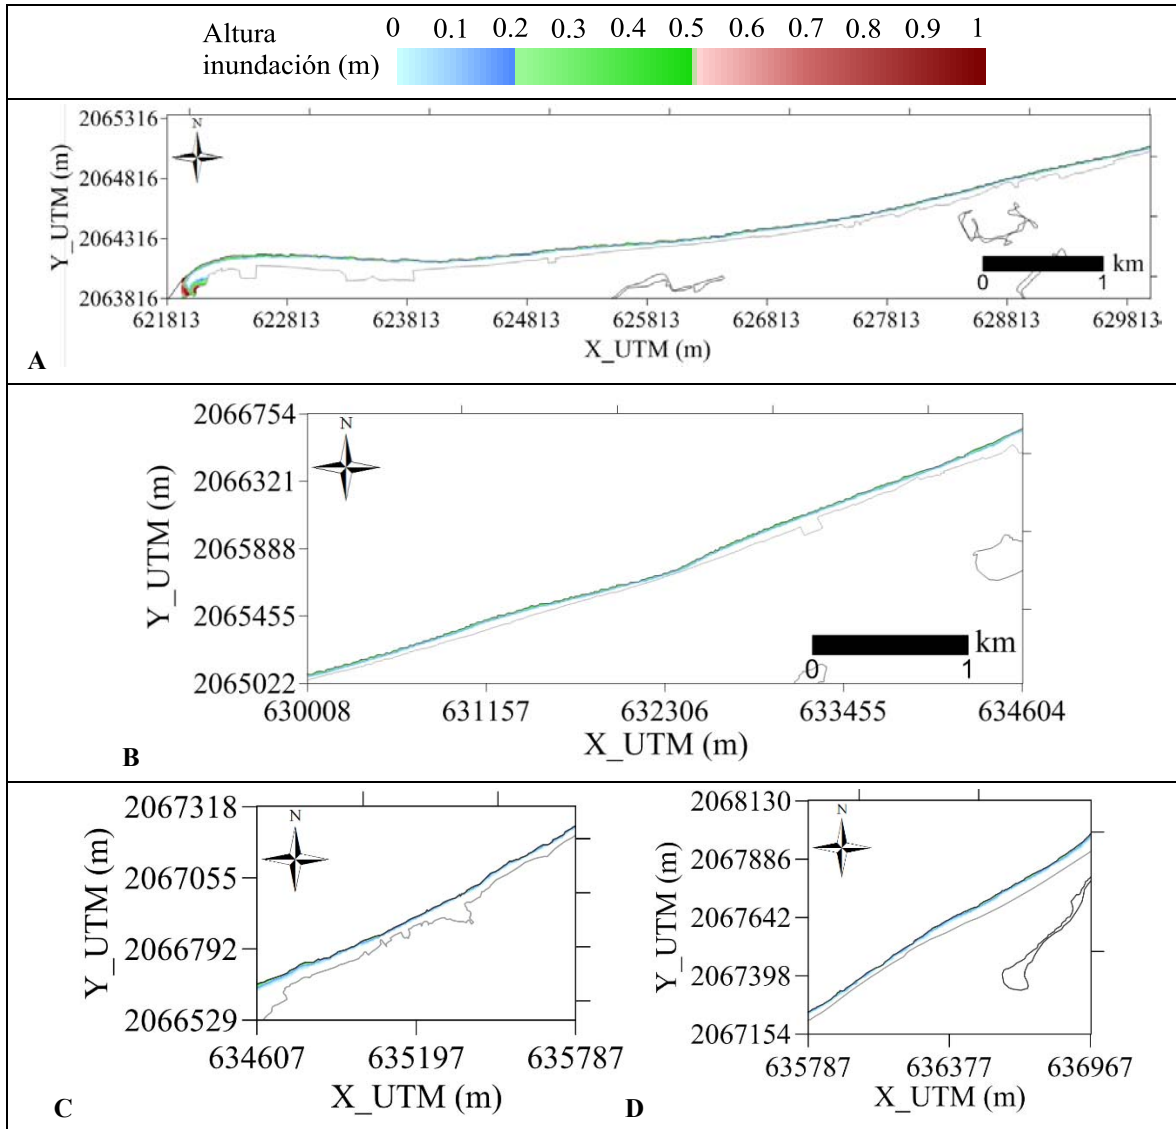 Altura
inundación (m)
0 0.1 0.2 0.3 0.4 0.5 0.6 0.7 0.8 0.9 1
2065316
2064816
2064316
2063816
Y_UTM (m)
N
km
0 1
621813 622813 623813 624813 625813 626813 627813 628813 629813
X_UTM (m)
A
2066754
2066321
2065888
2065455
2065022
Y_UTM (m)
N
km
0 1
630008 631157 632306 633455 634604
X_UTM (m)
B
2067318
2067055
2066792
2066529
Y_UTM (m)
N
634607 635197 635787
X_UTM (m)
C
2068130
2067886
2067642
2067398
2067154
Y_UTM (m)
N
635787 636377 636967
X_UTM (m)
D